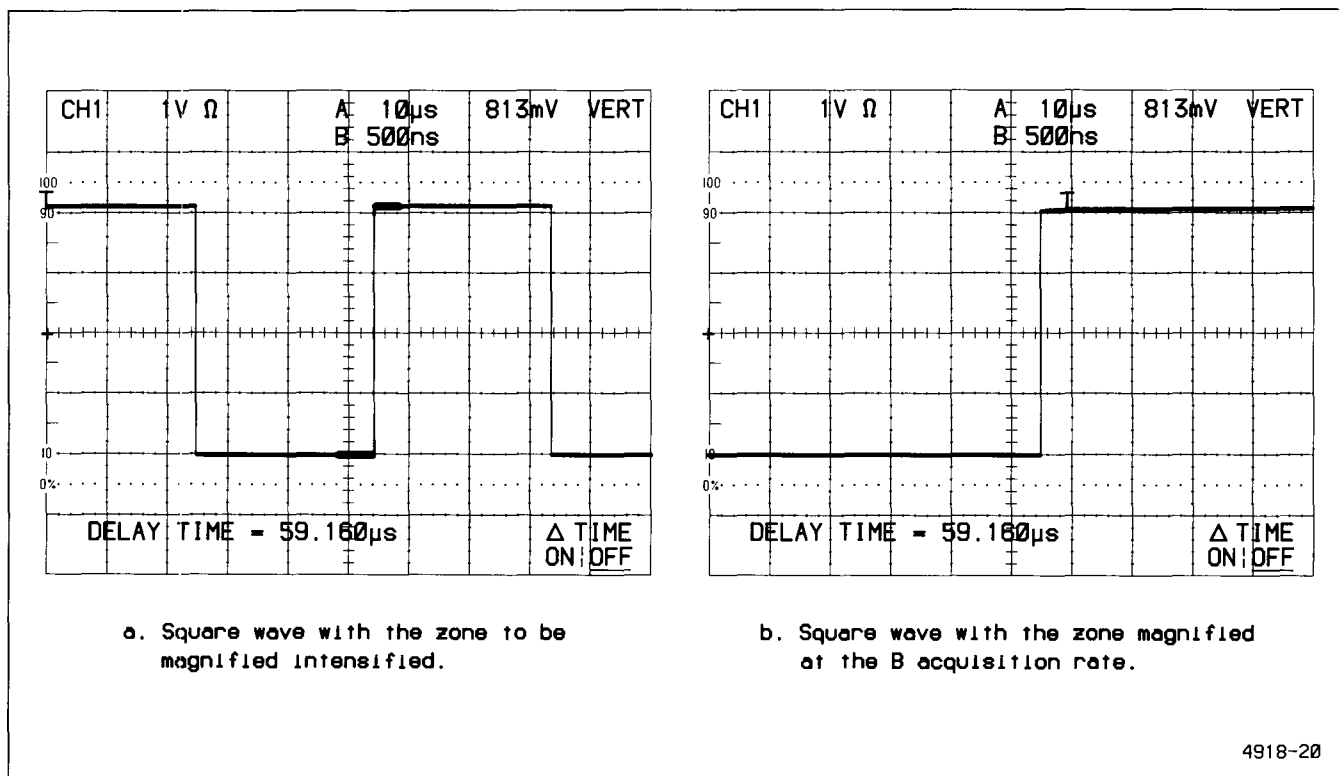 CH1 1V Ω A 10µs 813mV VERT
B 500ns
100
90
10
0%
DELAY TIME = 59.160µs Δ TIME
ON¦OFF
a. Square wave with the zone to be
magnified intensified.
CH1 1V Ω A 10µs 813mV VERT
B 500ns
100
90
10
0%
DELAY TIME = 59.160µs Δ TIME
ON¦OFF
b. Square wave with the zone magnified
at the B acquisition rate.
4918-20